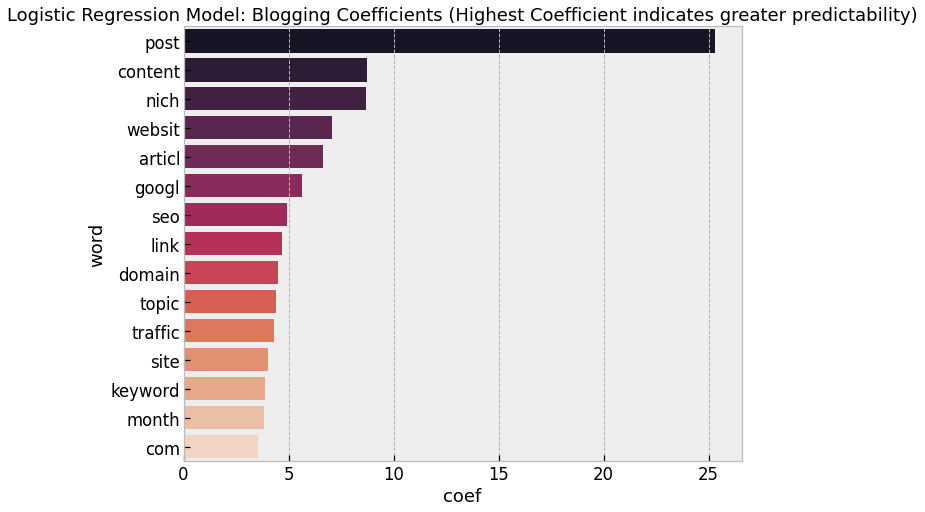 Logistic Regression Model: Blogging Coefficients (Highest Coefficient indicates greater predictability)
post
content
nich
websit
articl
googl
seo
link
domain
topic
traffic
site
keyword
month
com
word
0 5 10 15 20 25
coef